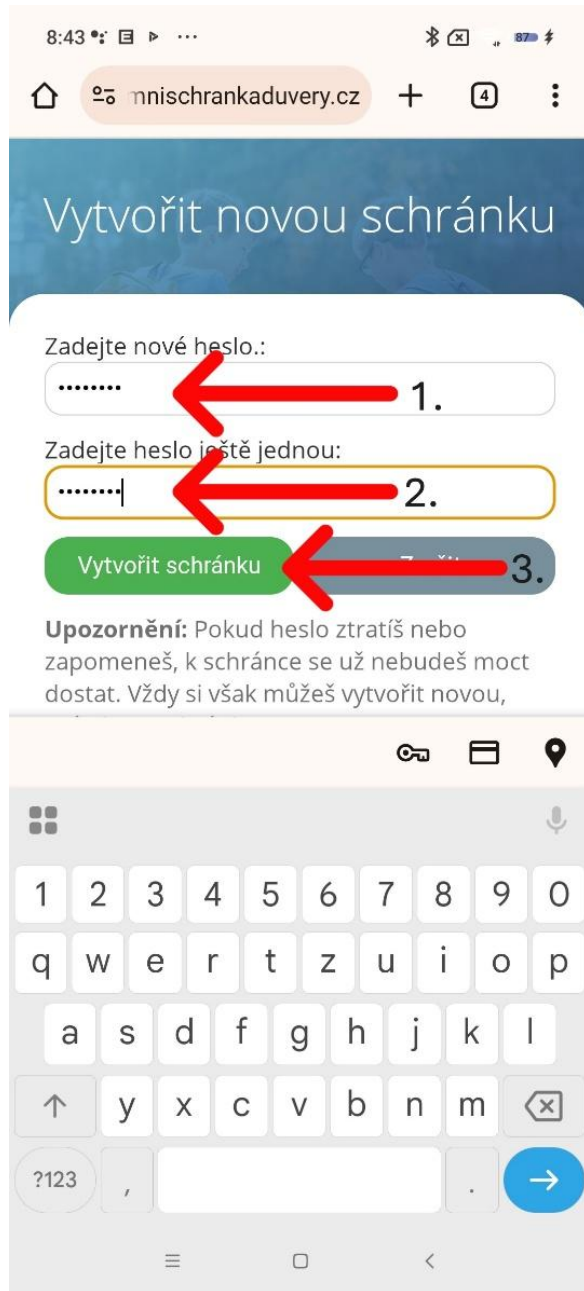 8:43
mnischrankaduvery.cz
4
87
Vytvořit novou schránku
Zadejte nové heslo.:
1.
Zadejte heslo ještě jednou:
2.
Vytvořit schránku
3.
Upozornění: Pokud heslo ztratíš nebo
zapomeneš, k schránce se už nebudeš moct
dostat. Vždy si však můžeš vytvořit novou,
1 2 3 4 5 6 7 8 9 0
q w e r t z u i o p
a s d f g h j k l
y x c v b n m
?123 , .